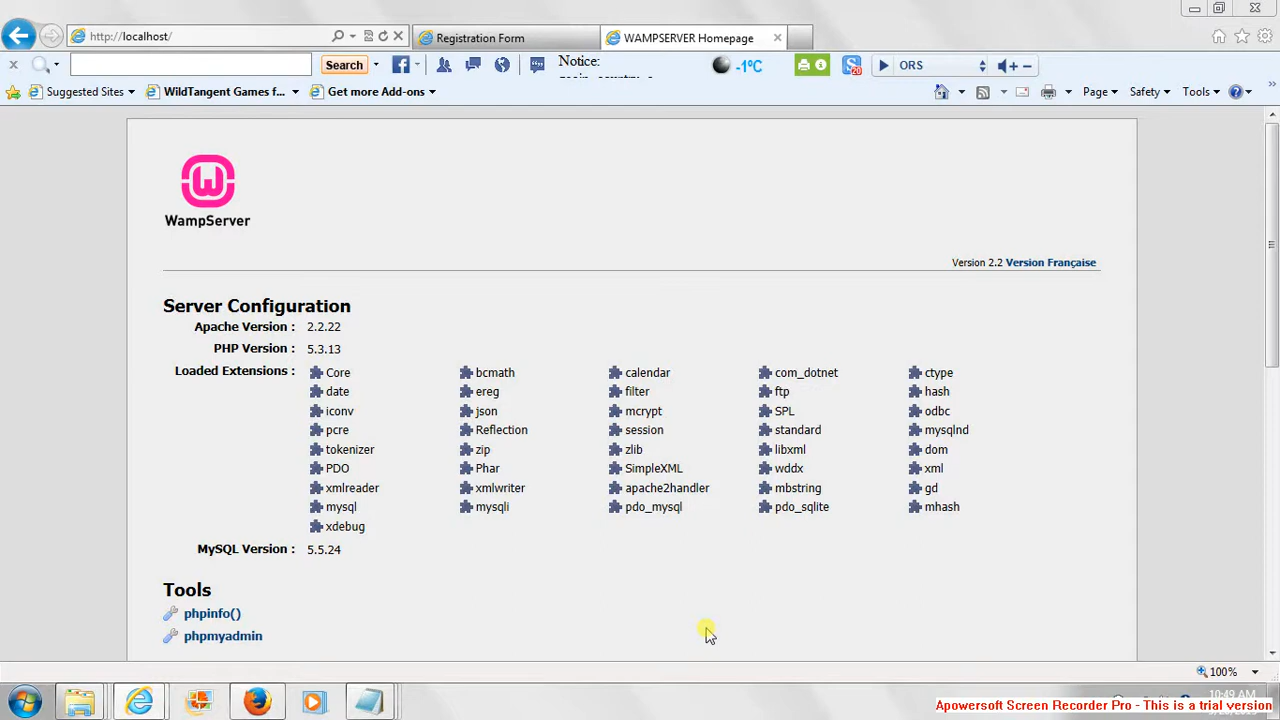 http://localhost/
Registration Form
WAMPSERVER Homepage
Search
Notice:
-1°C
20
ORS
Suggested Sites
WildTangent Games f...
Get more Add-ons
Page
Safety
Tools
WampServer
Version 2.2 Version Française
Server Configuration
Apache Version : 2.2.22
PHP Version : 5.3.13
Loaded Extensions : Core bcmath calendar com_dotnet ctype
date ereg filter ftp hash
iconv json mcrypt SPL odbc
pcre Reflection session standard mysqlnd
tokenizer zip zlib libxml dom
PDO Phar SimpleXML wddx xml
xmlreader xmlwriter apache2handler mbstring gd
mysql mysqli pdo_mysql pdo_sqlite mhash
xdebug
MySQL Version : 5.5.24
Tools
phpinfo()
phpmyadmin
100%
10:49 AM
Apowersoft Screen Recorder Pro - This is a trial version